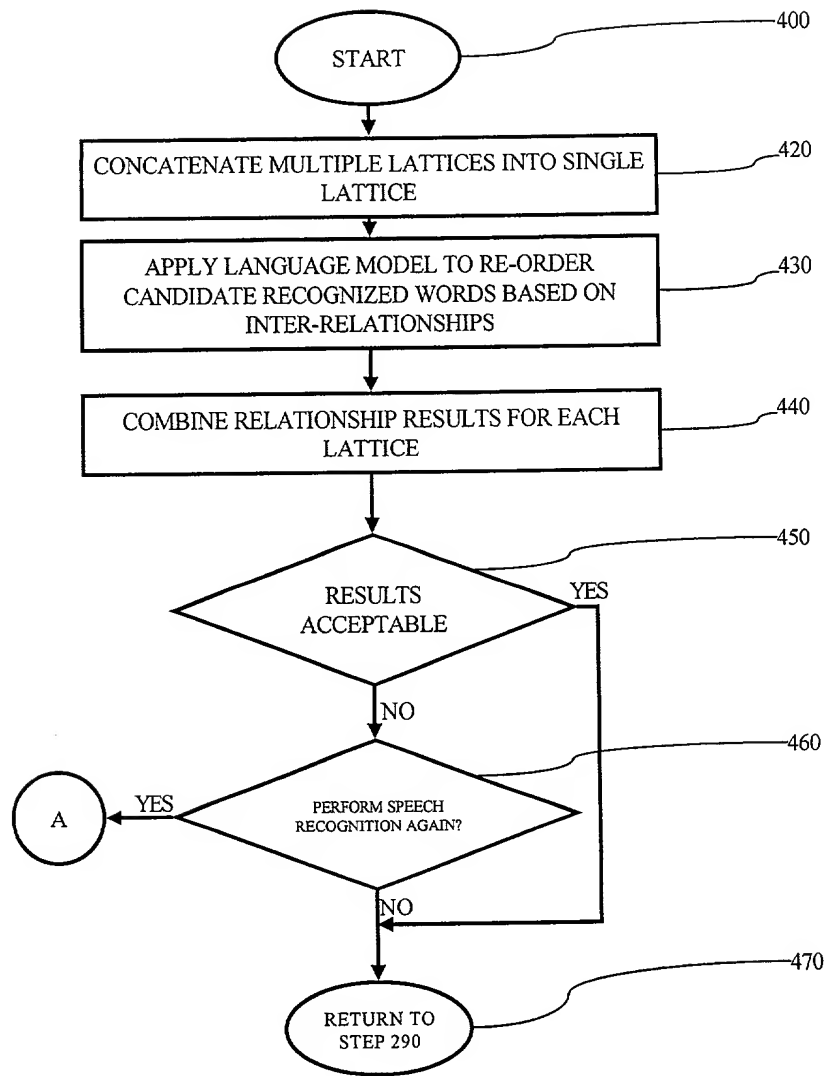 START
400
CONCATENATE MULTIPLE LATTICES INTO SINGLE
LATTICE
420
APPLY LANGUAGE MODEL TO RE-ORDER
CANDIDATE RECOGNIZED WORDS BASED ON
INTER-RELATIONSHIPS
430
COMBINE RELATIONSHIP RESULTS FOR EACH
LATTICE
440
450
RESULTS
ACCEPTABLE
YES
NO
460
A
YES
PERFORM SPEECH
RECOGNITION AGAIN?
NO
470
RETURN TO
STEP 290